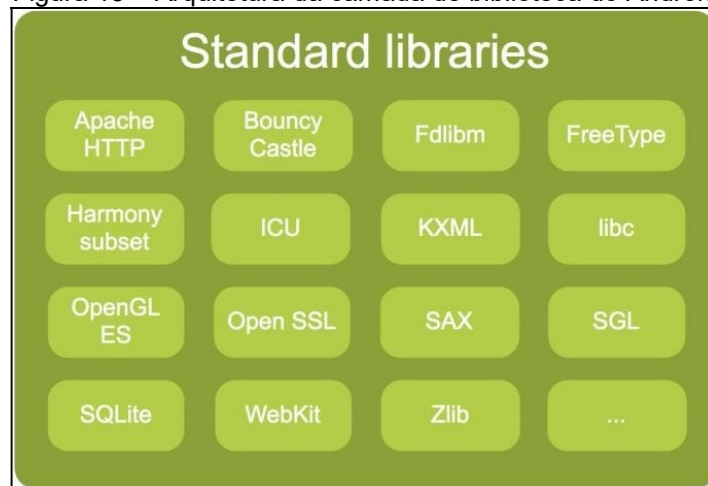 Standard libraries
Apache
HTTP
Bouncy
Castle
Fdlibm
FreeType
Harmony
subset
ICU
KXML
libc
OpenGL
ES
Open SSL
SAX
SGL
SQLite
WebKit
Zlib
...